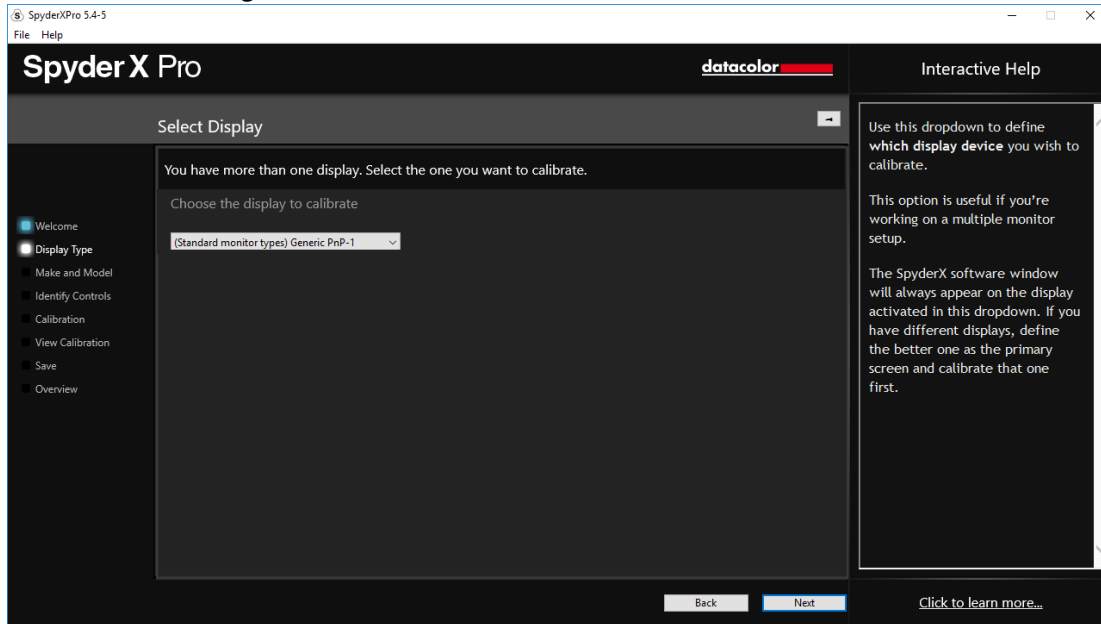 SpyderXPro 5.4-5
File Help
Spyder X Pro
datacolor
Interactive Help
Select Display
You have more than one display. Select the one you want to calibrate.
Choose the display to calibrate
(Standard monitor types) Generic PnP-1
Welcome
Display Type
Make and Model
Identify Controls
Calibration
View Calibration
Save
Overview
Use this dropdown to define
which display device you wish to
calibrate.
This option is useful if you're
working on a multiple monitor
setup.
The SpyderX software window
will always appear on the display
activated in this dropdown. If you
have different displays, define
the better one as the primary
screen and calibrate that one
first.
Back
Next
Click to learn more...